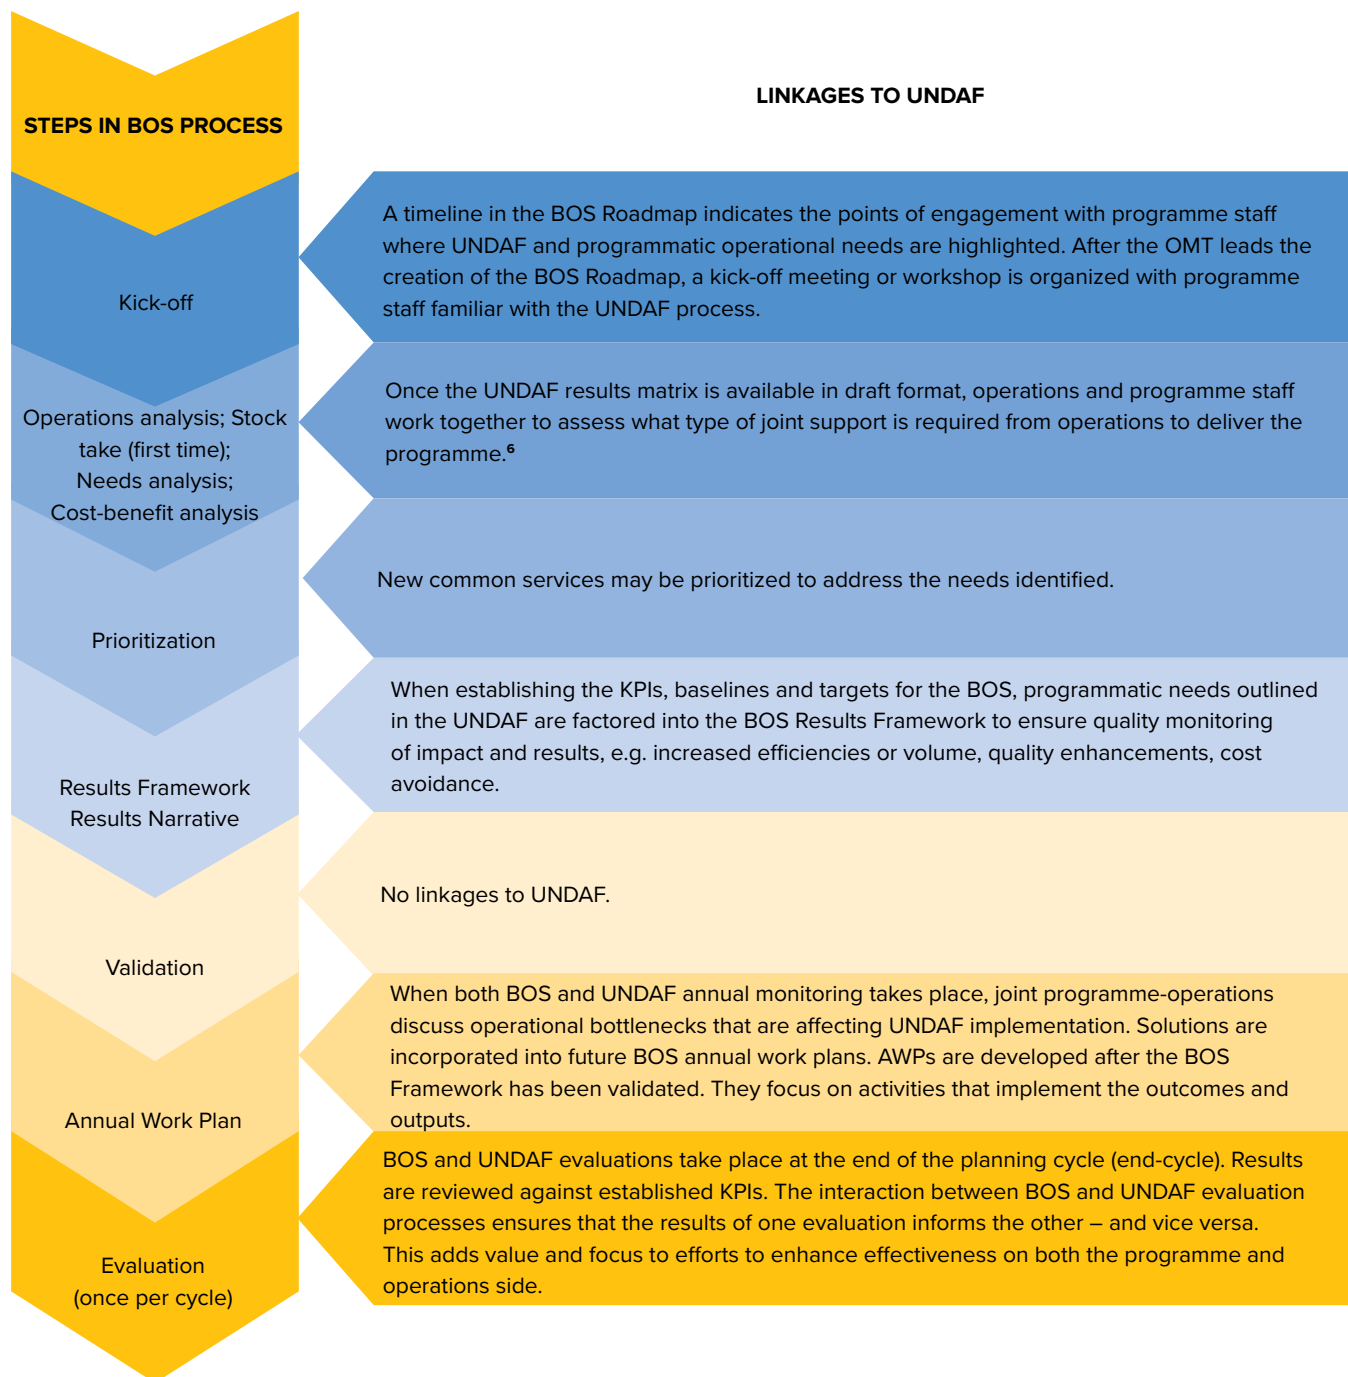 LINKAGES TO UNDAF
STEPS IN BOS PROCESS
Kick-off
A timeline in the BOS Roadmap indicates the points of engagement with programme staff
where UNDAF and programmatic operational needs are highlighted. After the OMT leads the
creation of the BOS Roadmap, a kick-off meeting or workshop is organized with programme
staff familiar with the UNDAF process.
Operations analysis; Stock
take (first time);
Needs analysis;
Cost-benefit analysis
Once the UNDAF results matrix is available in draft format, operations and programme staff
work together to assess what type of joint support is required from operations to deliver the
programme.⁶
Prioritization
New common services may be prioritized to address the needs identified.
Results Framework
Results Narrative
When establishing the KPIs, baselines and targets for the BOS, programmatic needs outlined
in the UNDAF are factored into the BOS Results Framework to ensure quality monitoring
of impact and results, e.g. increased efficiencies or volume, quality enhancements, cost
avoidance.
Validation
No linkages to UNDAF.
Annual Work Plan
When both BOS and UNDAF annual monitoring takes place, joint programme-operations
discuss operational bottlenecks that are affecting UNDAF implementation. Solutions are
incorporated into future BOS annual work plans. AWPs are developed after the BOS
Framework has been validated. They focus on activities that implement the outcomes and
outputs.
Evaluation
(once per cycle)
BOS and UNDAF evaluations take place at the end of the planning cycle (end-cycle). Results
are reviewed against established KPIs. The interaction between BOS and UNDAF evaluation
processes ensures that the results of one evaluation informs the other – and vice versa.
This adds value and focus to efforts to enhance effectiveness on both the programme and
operations side.